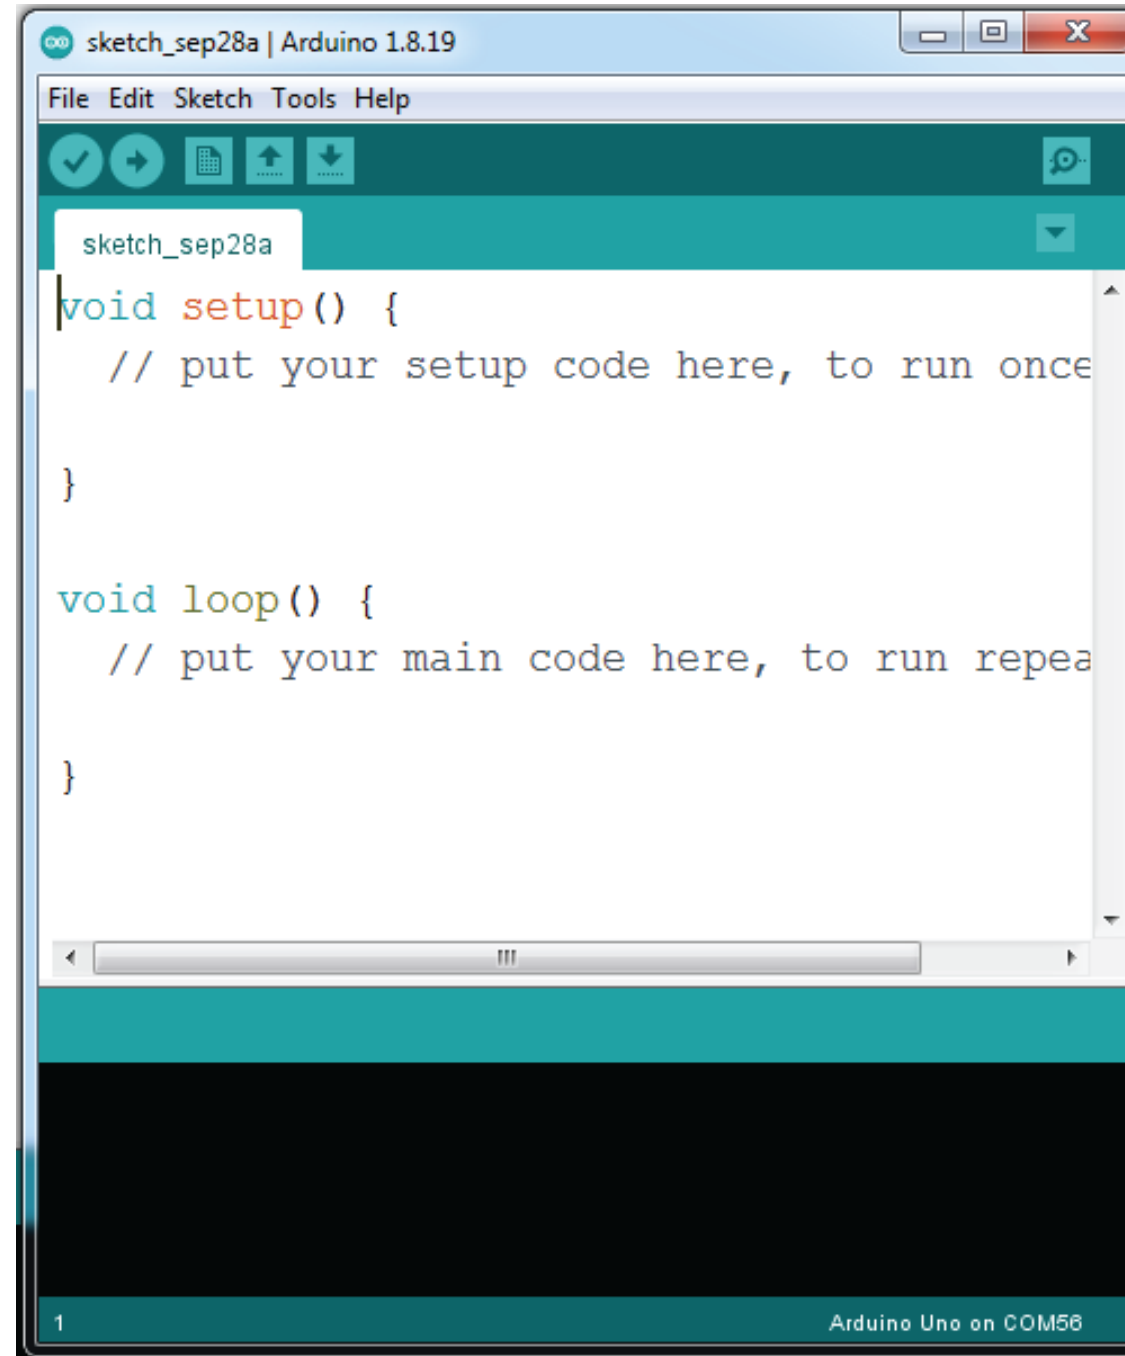 sketch_sep28a | Arduino 1.8.19
File Edit Sketch Tools Help
sketch_sep28a
void setup() {
  // put your setup code here, to run once
}
void loop() {
  // put your main code here, to run repea
}
1
Arduino Uno on COM56